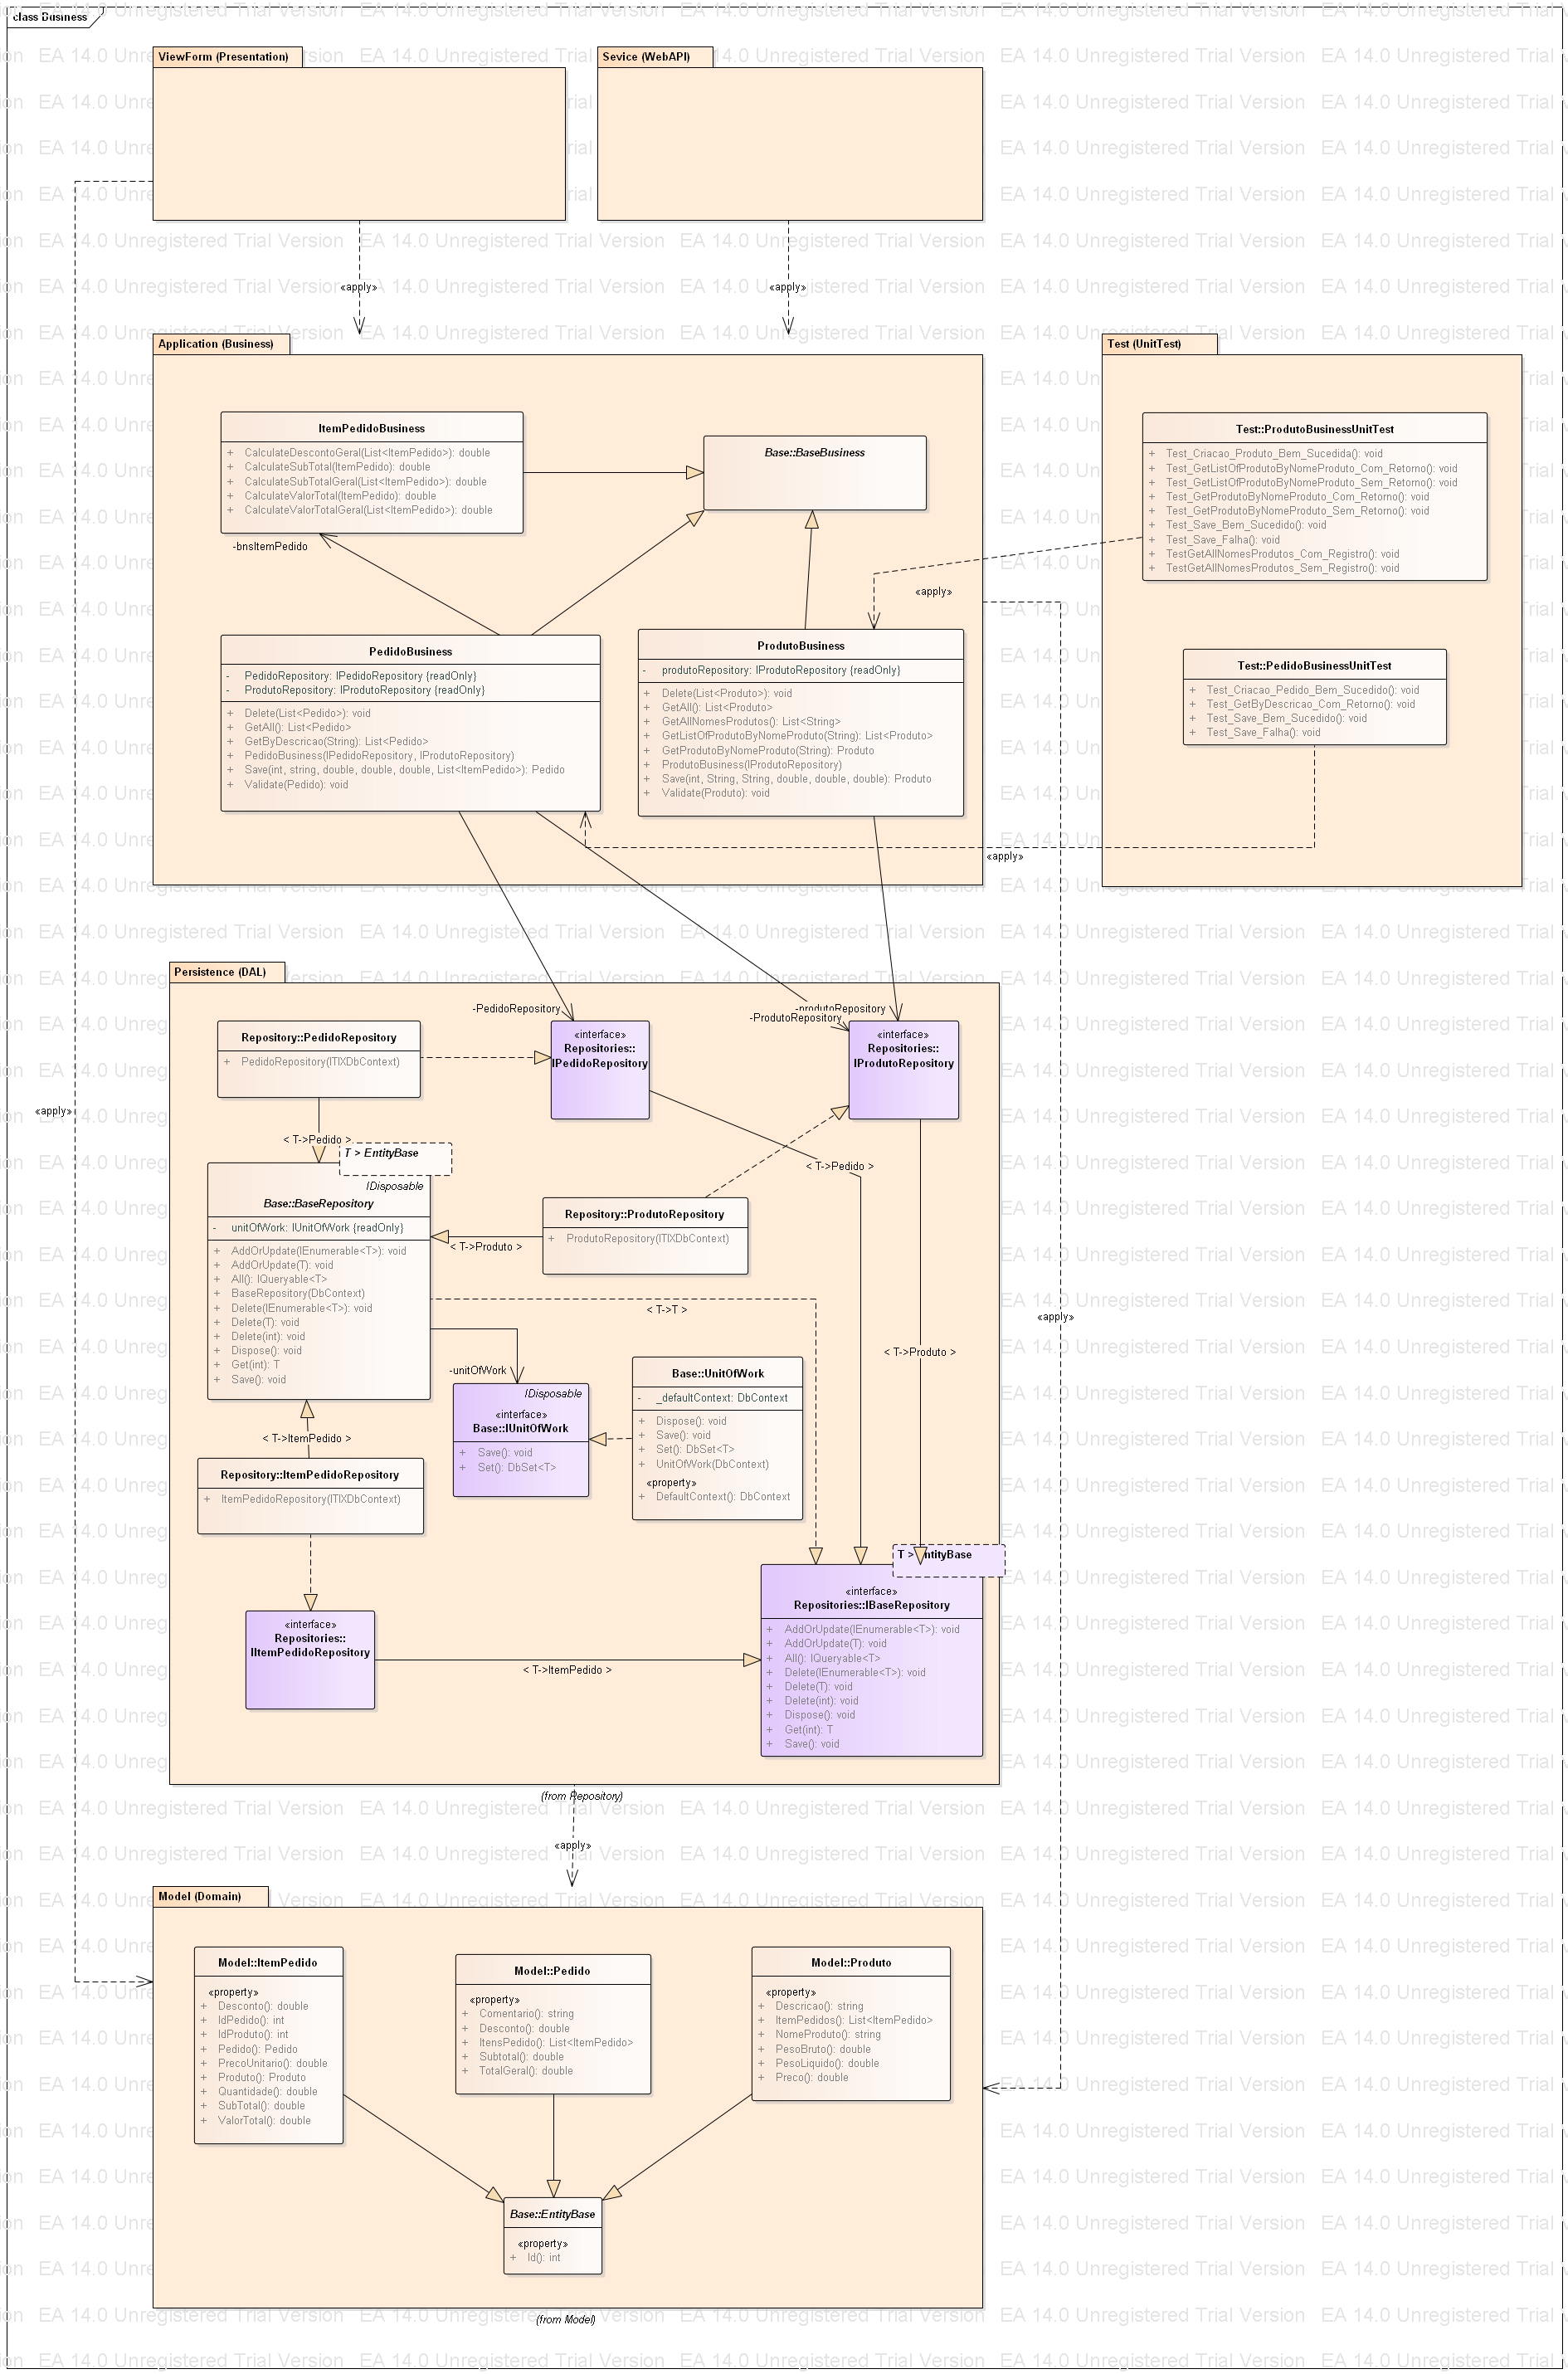 class Business
EA 14.0 Unregistered Trial Version
ViewForm (Presentation)
Sevice (WebAPI)
«apply»
«apply»
Application (Business)
ItemPedidoBusiness
+ CalculateDescontoGeral(List<ItemPedido>): double
+ CalculateSubTotal(ItemPedido): double
+ CalculateSubTotalGeral(List<ItemPedido>): double
+ CalculateValorTotal(ItemPedido): double
+ CalculateValorTotalGeral(List<ItemPedido>): double
Base::BaseBusiness
-bnsItemPedido
PedidoBusiness
- PedidoRepository: IPedidoRepository {readOnly}
- ProdutoRepository: IProdutoRepository {readOnly}
+ Delete(List<Pedido>): void
+ GetAll(): List<Pedido>
+ GetByDescricao(String): List<Pedido>
+ PedidoBusiness(IPedidoRepository, IProdutoRepository)
+ Save(int, string, double, double, double, List<ItemPedido>): Pedido
+ Validate(Pedido): void
ProdutoBusiness
- produtoRepository: IProdutoRepository {readOnly}
+ Delete(List<Produto>): void
+ GetAll(): List<Produto>
+ GetAllNomesProdutos(): List<String>
+ GetListOfProdutoByNomeProduto(String): List<Produto>
+ GetProdutoByNomeProduto(String): Produto
+ ProdutoBusiness(IProdutoRepository)
+ Save(int, String, String, double, double, double): Produto
+ Validate(Produto): void
Test (UnitTest)
Test::ProdutoBusinessUnitTest
+ Test_Criacao_Produto_Bem_Sucedida(): void
+ Test_GetListOfProdutoByNomeProduto_Com_Retorno(): void
+ Test_GetListOfProdutoByNomeProduto_Sem_Retorno(): void
+ Test_GetProdutoByNomeProduto_Com_Retorno(): void
+ Test_GetProdutoByNomeProduto_Sem_Retorno(): void
+ Test_Save_Bem_Sucedido(): void
+ Test_Save_Falha(): void
+ TestGetAllNomesProdutos_Com_Registro(): void
+ TestGetAllNomesProdutos_Sem_Registro(): void
«apply»
Test::PedidoBusinessUnitTest
+ Test_Criacao_Pedido_Bem_Sucedido(): void
+ Test_GetByDescricao_Com_Retorno(): void
+ Test_Save_Bem_Sucedido(): void
+ Test_Save_Falha(): void
«apply»
Persistence (DAL)
-PedidoRepository
-produtoRepository
-ProdutoRepository
Repository::PedidoRepository
+ PedidoRepository(ITIXDbContext)
«interface»
Repositories::
IPedidoRepository
«interface»
Repositories::
IProdutoRepository
«apply»
< T->Pedido >
T > EntityBase
IDisposable
Base::BaseRepository
- unitOfWork: IUnitOfWork {readOnly}
+ AddOrUpdate(IEnumerable<T>): void
+ AddOrUpdate(T): void
+ All(): IQueryable<T>
+ BaseRepository(DbContext)
+ Delete(IEnumerable<T>): void
+ Delete(T): void
+ Delete(int): void
+ Dispose(): void
+ Get(int): T
+ Save(): void
< T->Pedido >
Repository::ProdutoRepository
+ ProdutoRepository(ITIXDbContext)
< T->Produto >
< T->T >
«apply»
< T->Produto >
-unitOfWork
IDisposable
«interface»
Base::IUnitOfWork
+ Save(): void
+ Set(): DbSet<T>
Base::UnitOfWork
- _defaultContext: DbContext
+ Dispose(): void
+ Save(): void
+ Set(): DbSet<T>
+ UnitOfWork(DbContext)
«property»
+ DefaultContext(): DbContext
< T->ItemPedido >
Repository::ItemPedidoRepository
+ ItemPedidoRepository(ITIXDbContext)
«interface»
Repositories::
IItemPedidoRepository
< T->ItemPedido >
T > EntityBase
«interface»
Repositories::IBaseRepository
+ AddOrUpdate(IEnumerable<T>): void
+ AddOrUpdate(T): void
+ All(): IQueryable<T>
+ Delete(IEnumerable<T>): void
+ Delete(T): void
+ Delete(int): void
+ Dispose(): void
+ Get(int): T
+ Save(): void
(from Repository)
«apply»
Model (Domain)
Model::ItemPedido
«property»
+ Desconto(): double
+ IdPedido(): int
+ IdProduto(): int
+ Pedido(): Pedido
+ PrecoUnitario(): double
+ Produto(): Produto
+ Quantidade(): double
+ SubTotal(): double
+ ValorTotal(): double
Model::Pedido
«property»
+ Comentario(): string
+ Desconto(): double
+ ItensPedido(): List<ItemPedido>
+ Subtotal(): double
+ TotalGeral(): double
Model::Produto
«property»
+ Descricao(): string
+ ItemPedidos(): List<ItemPedido>
+ NomeProduto(): string
+ PesoBruto(): double
+ PesoLiquido(): double
+ Preco(): double
Base::EntityBase
«property»
+ Id(): int
(from Model)